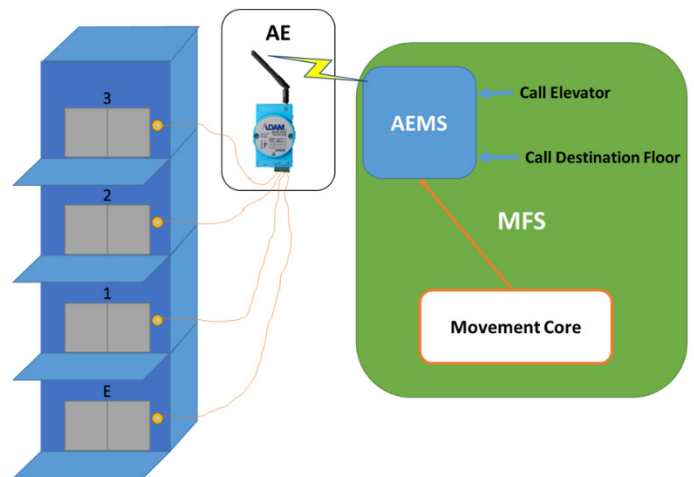 AE
3
2
1
E
ADAM
AEMS
Call Elevator
Call Destination Floor
MFS
Movement Core